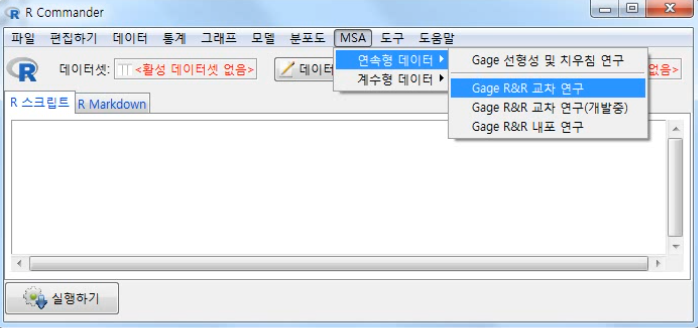 R Commander
파일 편집하기 데이터 통계 그래프 모델 분포도 MSA 도구 도움말
데이터셋: <활성 데이터셋 없음> 데이터 없음>
연속형 데이터
계수형 데이터
Gage 선형성 및 치우침 연구
Gage R&R 교차 연구
Gage R&R 교차 연구(개발중)
Gage R&R 내포 연구
R 스크립트 R Markdown
실행하기